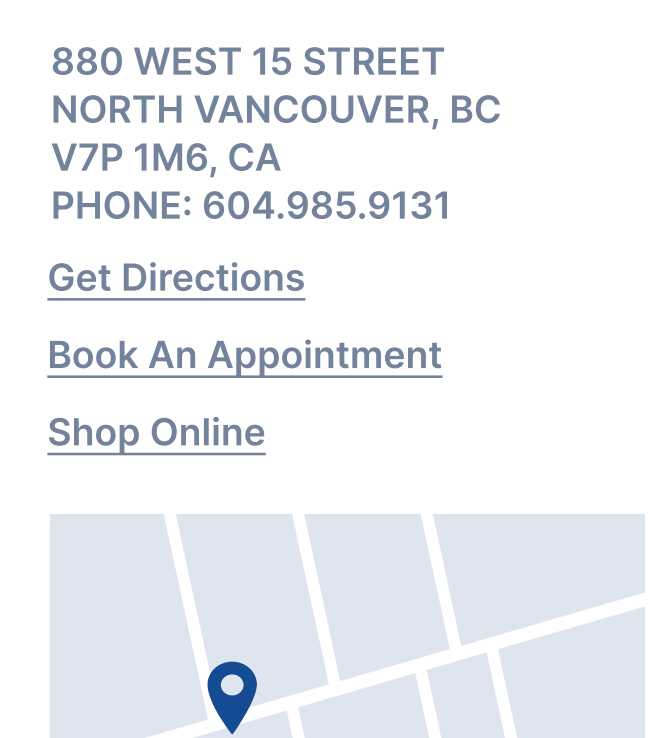 880 WEST 15 STREET
NORTH VANCOUVER, BC
V7P 1M6, CA
PHONE: 604.985.9131
Get Directions
Book An Appointment
Shop Online